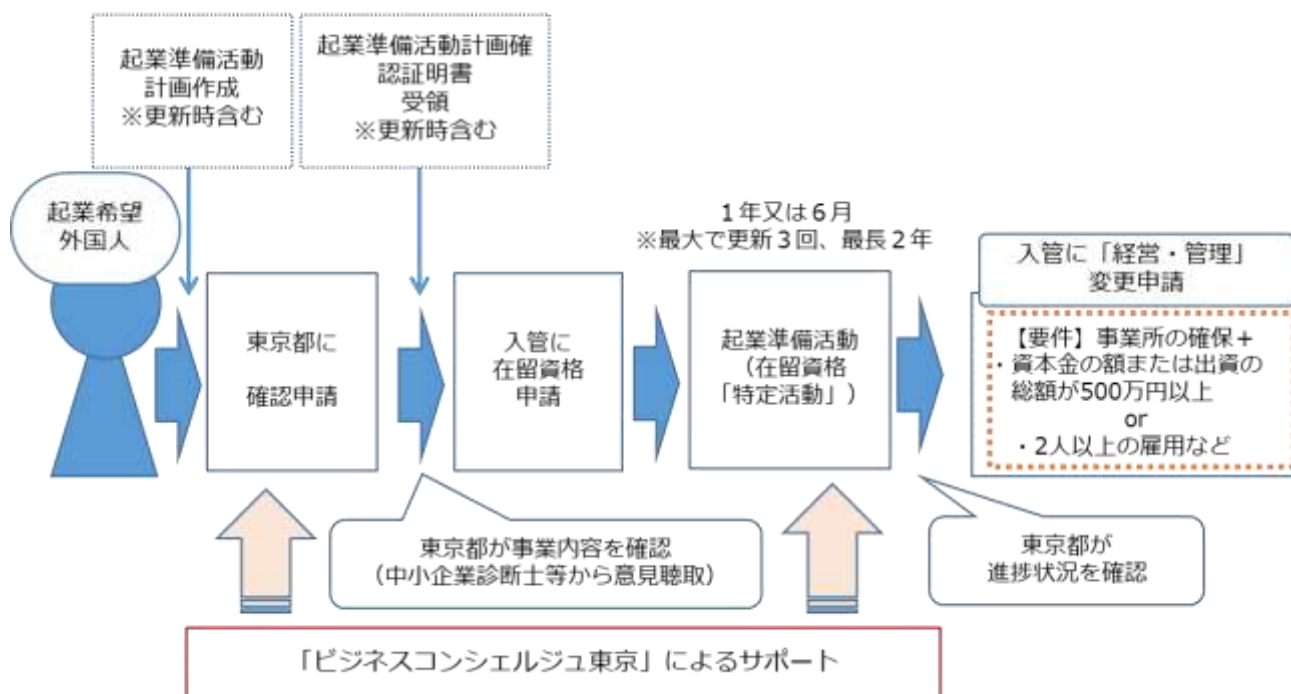 起業準備活動
計画作成
※更新時含む
起業準備活動計画確
認証明書
受領
※更新時含む
起業希望
外国人
東京都に
確認申請
入管に
在留資格
申請
1年又は6月
※最大で更新3回、最長2年
起業準備活動
（在留資格
「特定活動」）
入管に「経営・管理」
変更申請
【要件】事業所の確保＋
・資本金の額または出資の
総額が500万円以上
or
・2人以上の雇用など
東京都が事業内容を確認
（中小企業診断士等から意見聴取）
東京都が
進捗状況を確認
「ビジネスコンシェルジュ東京」によるサポート